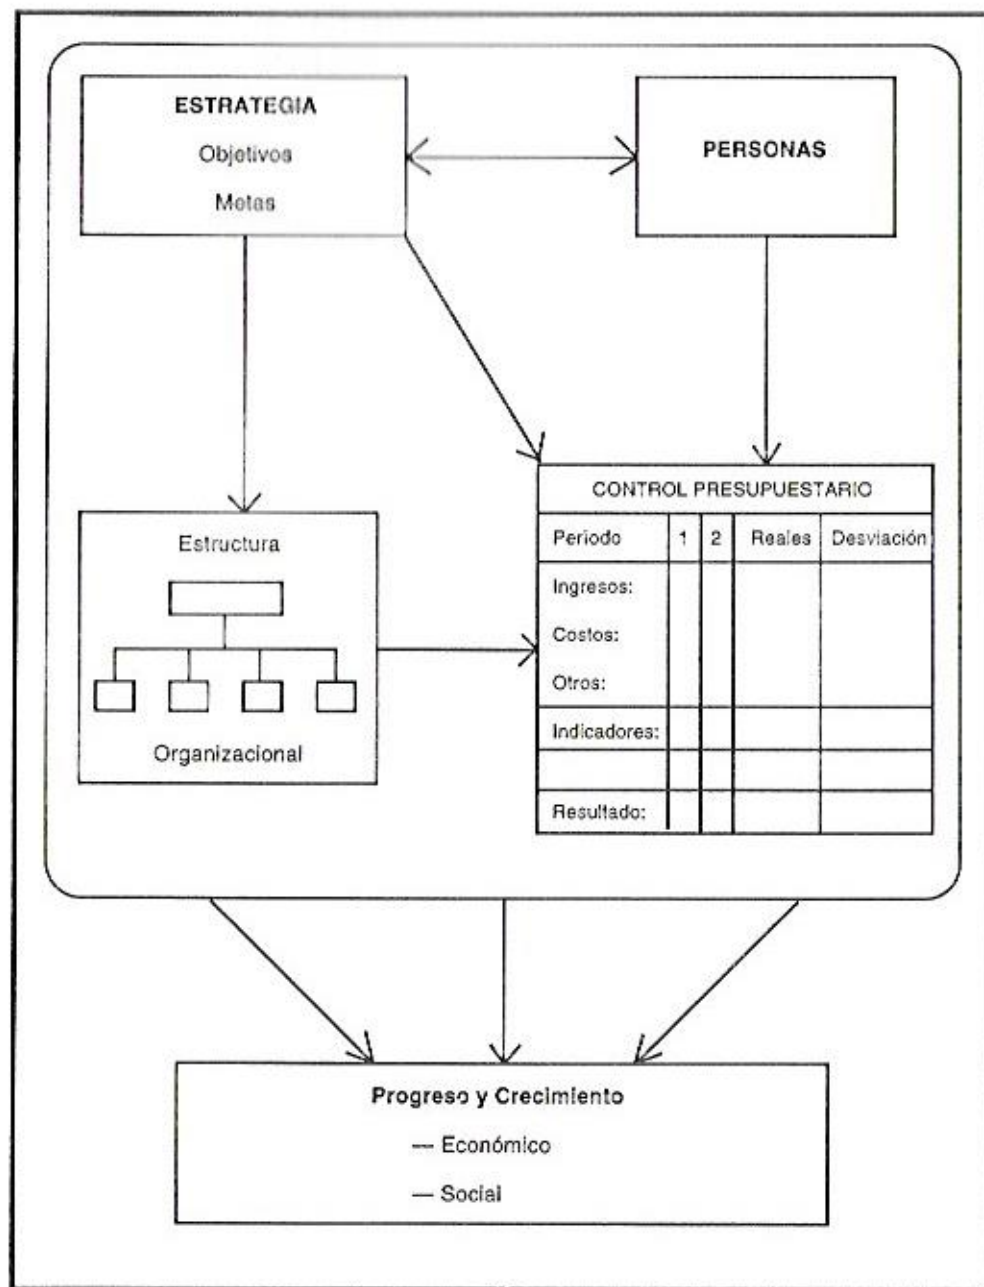 ESTRATEGIA
Objetivos
Metas
PERSONAS
Estructura
Organizacional
CONTROL PRESUPUESTARIO
Periodo 1 2 Reales Desviación
Ingresos:
Costos:
Otros:
Indicadores:
Resultado:
Progreso y Crecimiento
— Económico
— Social